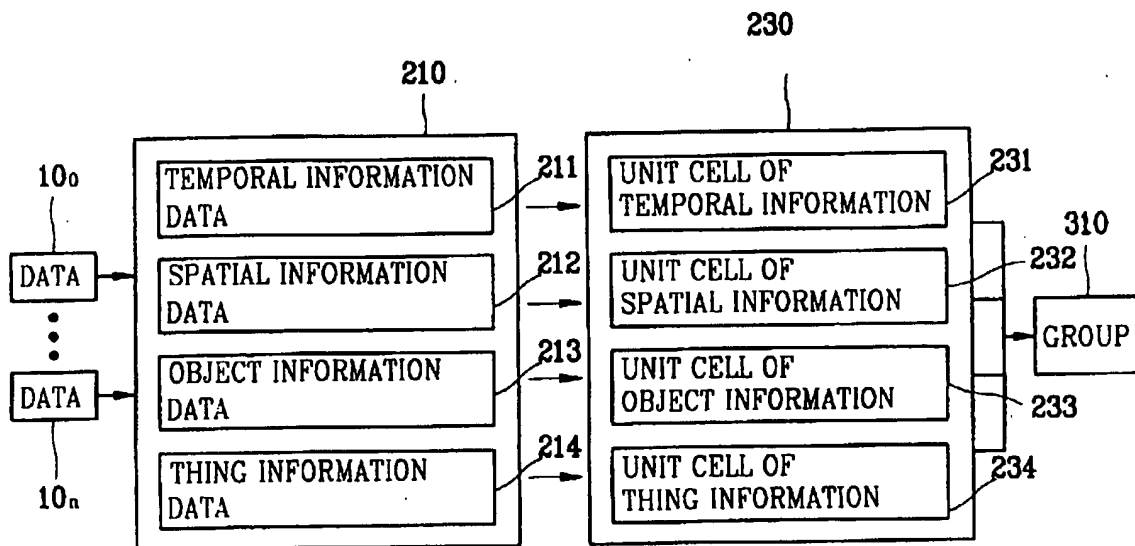 230
210
10₀
TEMPORAL INFORMATION
DATA
211
UNIT CELL OF
TEMPORAL INFORMATION
231
310
DATA
SPATIAL INFORMATION
DATA
212
UNIT CELL OF
SPATIAL INFORMATION
232
GROUP
DATA
OBJECT INFORMATION
DATA
213
UNIT CELL OF
OBJECT INFORMATION
233
10ₙ
THING INFORMATION
DATA
214
UNIT CELL OF
THING INFORMATION
234